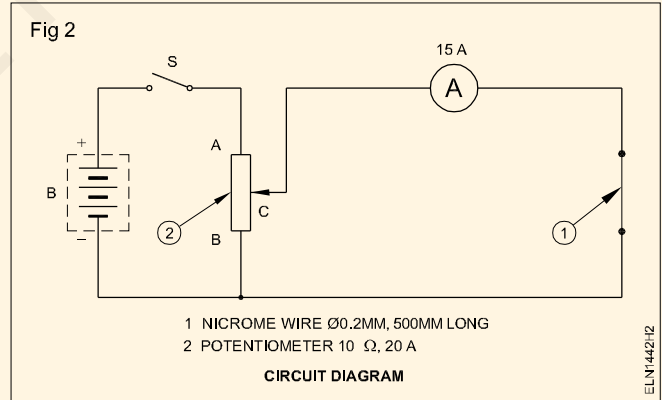 Fig 2
15 A
S
A
+
A
B
C
2
B
1
–
1 NICROME WIRE Ø0.2MM, 500MM LONG
2 POTENTIOMETER 10 Ω, 20 A
CIRCUIT DIAGRAM
ELN1442H2